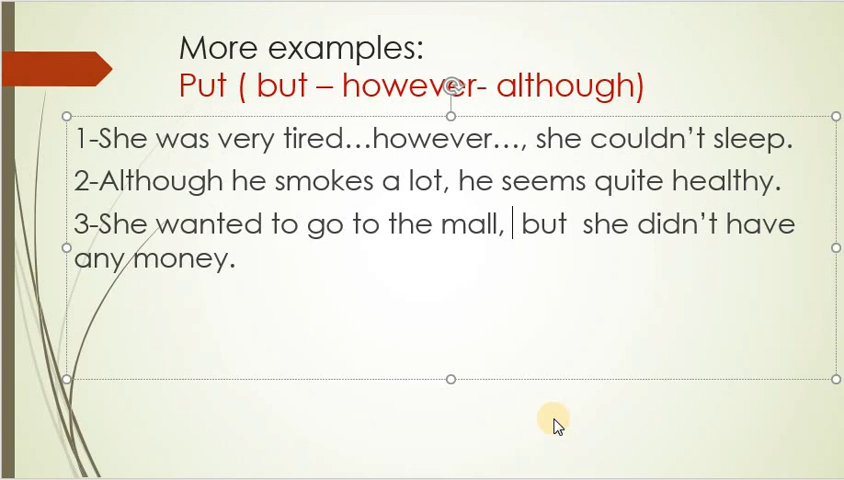 More examples:
Put ( but – however- although)
1-She was very tired…however…, she couldn’t sleep.
2-Although he smokes a lot, he seems quite healthy.
3-She wanted to go to the mall, but  she didn’t have
any money.